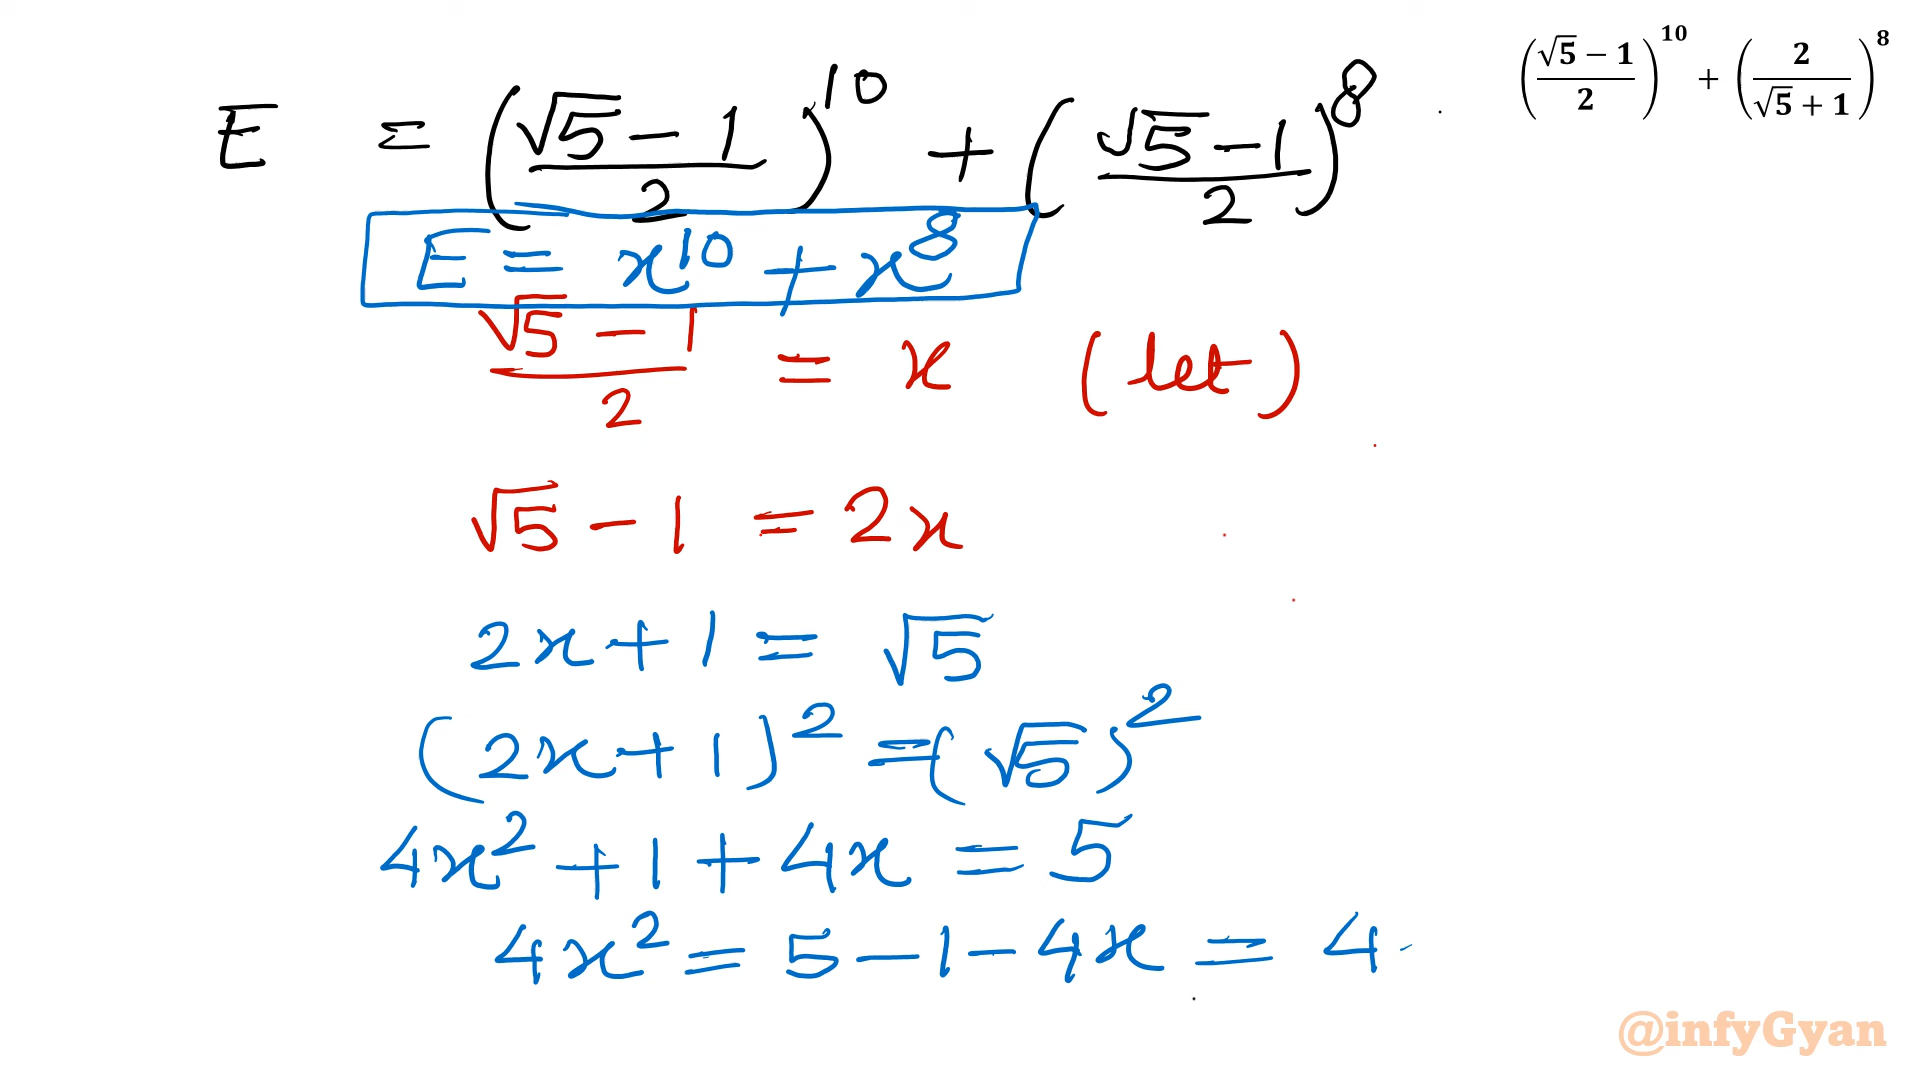 E = (√5 − 1 / 2)^10 + (√5 − 1 / 2)^8
(√5 − 1 / 2)^10 + (2 / √5 + 1)^8
E = x^10 + x^8
√5 − 1 / 2 = x (let)
√5 − 1 = 2x
2x + 1 = √5
(2x + 1)^2 = (√5)^2
4x^2 + 1 + 4x = 5
4x^2 = 5 − 1 − 4x = 4 -
@infyGyan